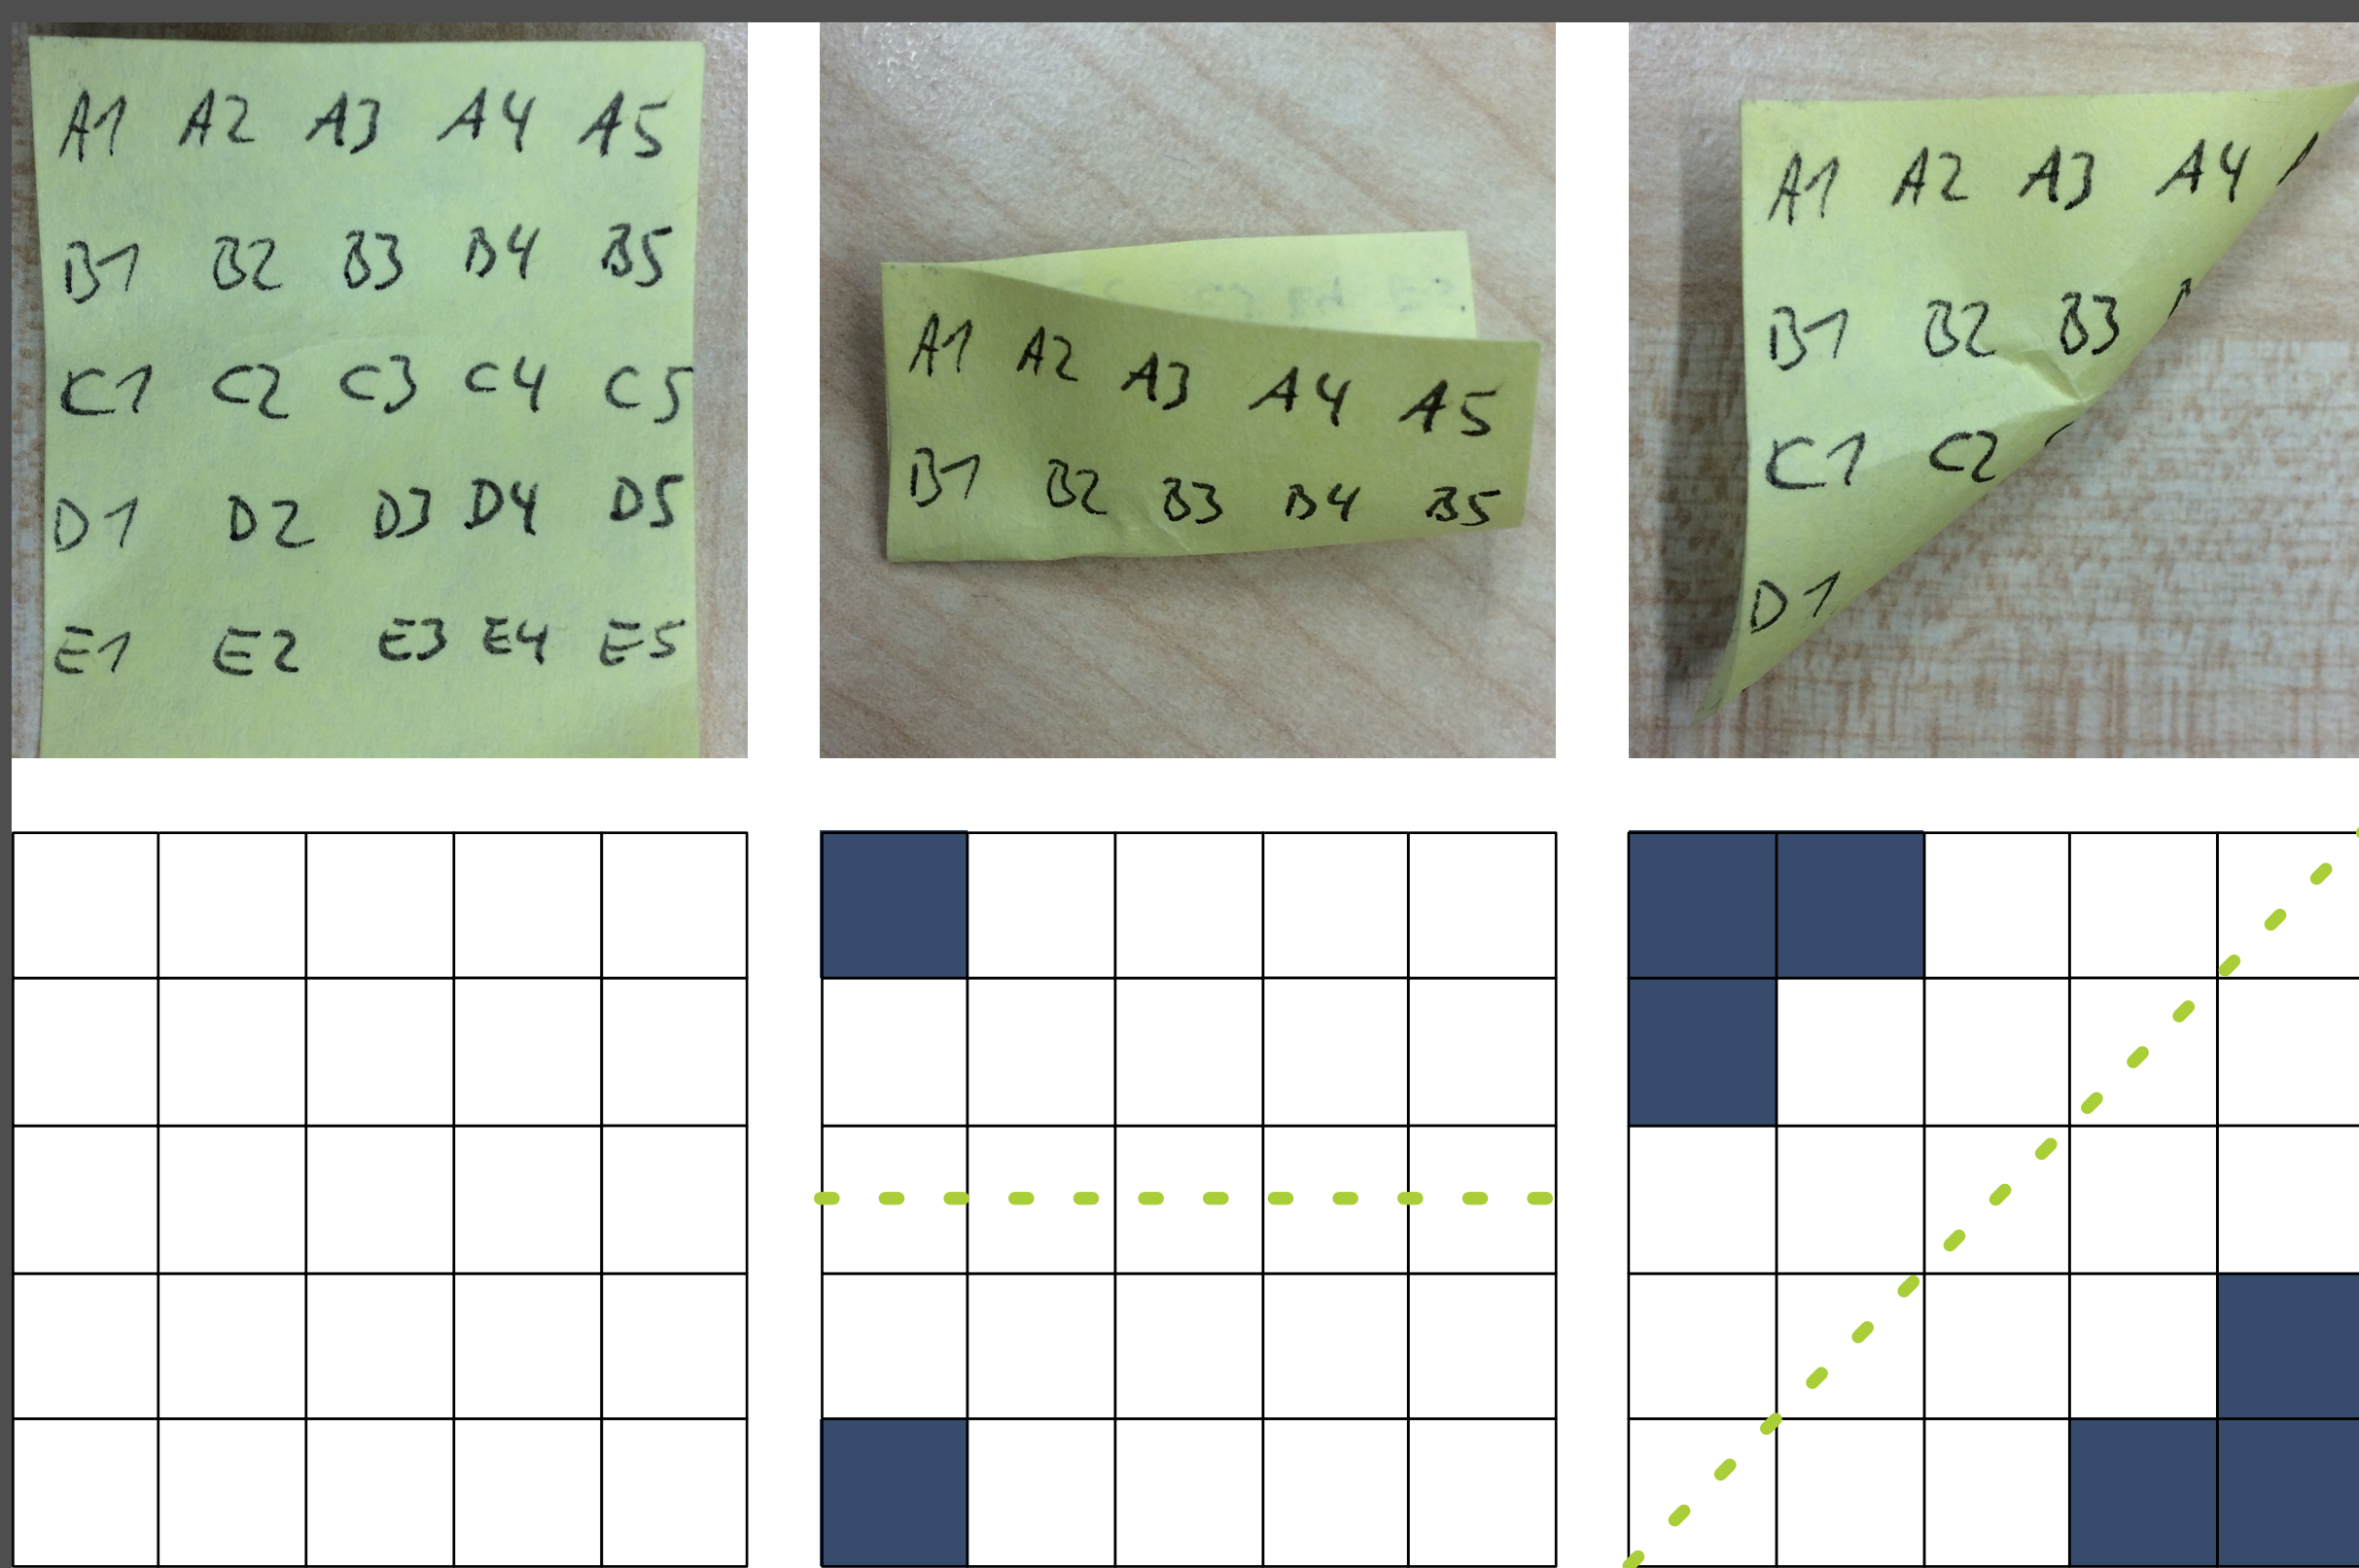 A1 A2 A3 A4 A5
B1 B2 B3 B4 B5
C1 C2 C3 C4 C5
D1 D2 D3 D4 D5
E1 E2 E3 E4 E5
A1 A2 A3 A4 A5
B1 B2 B3 B4 B5
A1 A2 A3 A4
B1 B2 B3
C1 C2
D1